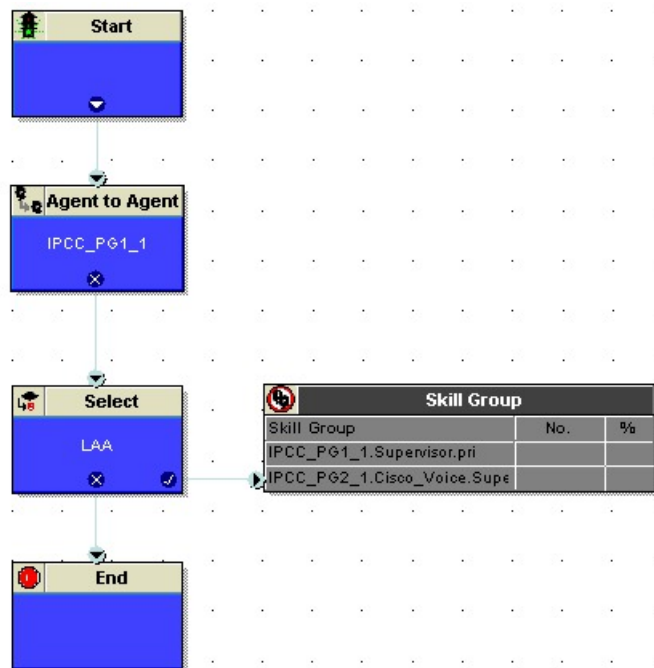 Start
Agent to Agent
IPCC_PG1_1
Select
LAA
Skill Group
Skill Group No. %
IPCC_PG1_1.Supervisor.pri
IPCC_PG2_1.Cisco_Voice.Supe
End